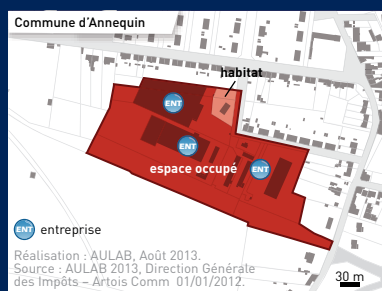 Commune d'Annequin
habitat
ENT
ENT
espace occupé
ENT
ENT entreprise
Réalisation : AULAB, Août 2013.
Source : AULAB 2013, Direction Générale
des Impôts – Artois Comm 01/01/2012.
30 m